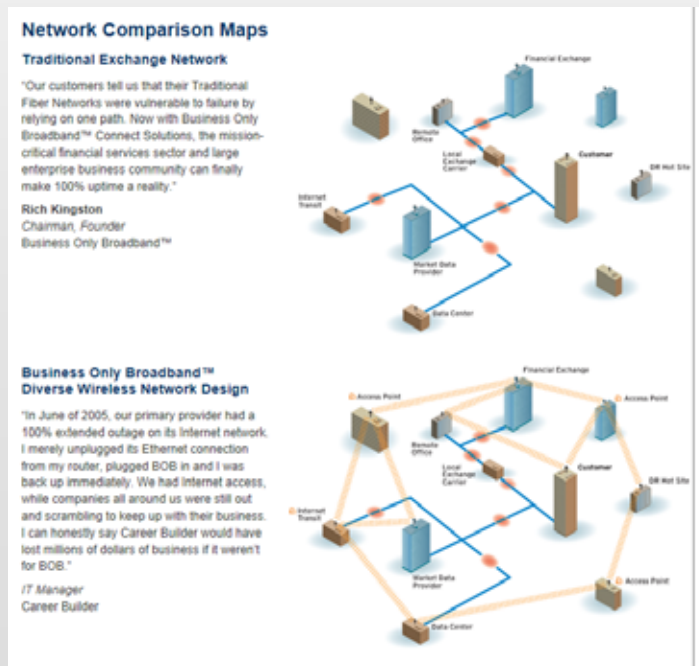 Network Comparison Maps
Traditional Exchange Network
"Our customers tell us that their Traditional
Fiber Networks were vulnerable to failure by
relying on one path. Now with Business Only
Broadband™ Connect Solutions, the mission-
critical financial services sector and large
enterprise business community can finally
make 100% uptime a reality."
Rich Kingston
Chairman, Founder
Business Only Broadband™
Financial Exchange
Remote
Office
Local
Exchange
Carrier
Customer
DR Hot Site
Internet
Transit
Market Data
Provider
Data Center
Business Only Broadband™
Diverse Wireless Network Design
"In June of 2005, our primary provider had a
100% extended outage on its Internet network.
I merely unplugged its Ethernet connection
from my router, plugged BOB in and I was
back up immediately. We had Internet access,
while companies all around us were still out
and scrambling to keep up with their business.
I can honestly say Career Builder would have
lost millions of dollars of business if it weren't
for BOB."
IT Manager
Career Builder
Financial Exchange
Access Point
Access Point
Remote
Office
Local
Exchange
Carrier
Customer
DR Hot Site
Internet
Transit
Market Data
Provider
Access Point
Data Center